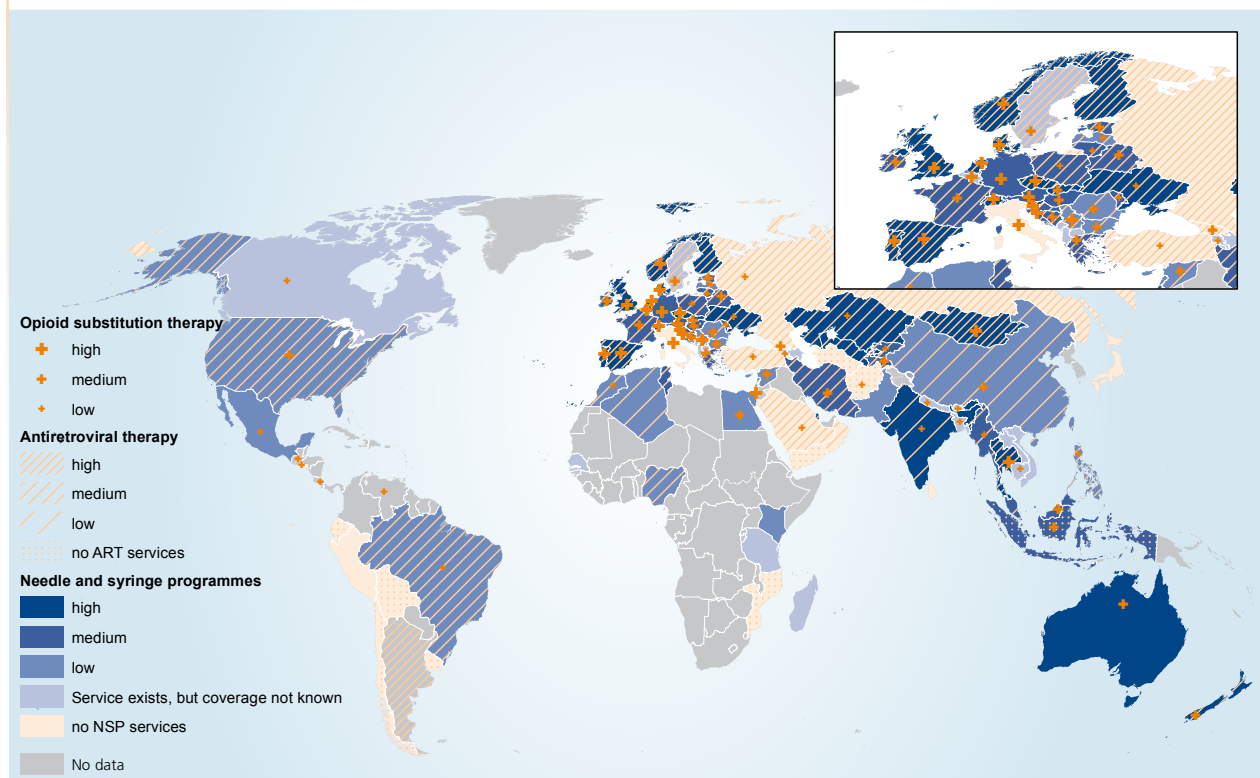 Opioid substitution therapy
high
medium
low
Antiretroviral therapy
high
medium
low
no ART services
Needle and syringe programmes
high
medium
low
Service exists, but coverage not known
no NSP services
No data